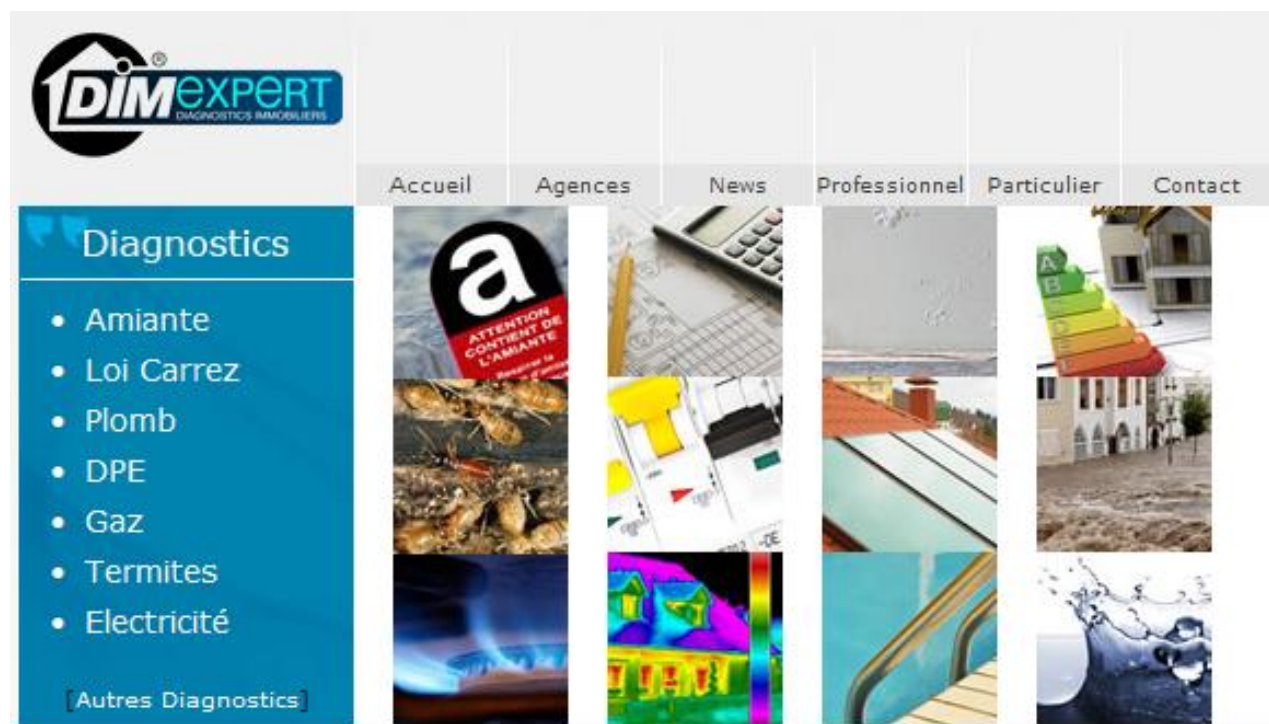 DIMEXPERT
®
DIAGNOSTICS IMMOBILIERS
Accueil
Agences
News
Professionnel
Particulier
Contact
Diagnostics
• Amiante
• Loi Carrez
• Plomb
• DPE
• Gaz
• Termites
• Electricité
[Autres Diagnostics]
a
ATTENTION
CONTIENT DE
L'AMIANTE
A
B